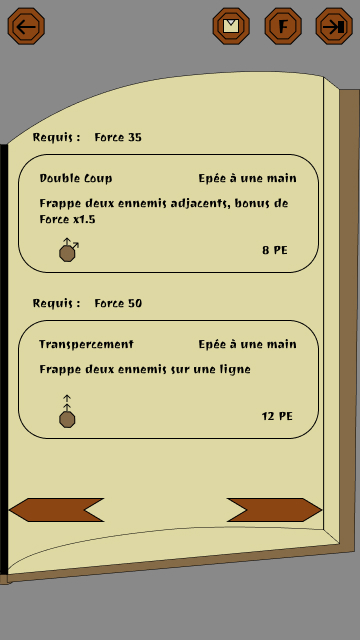 F
Requis : Force 35
Double Coup Epée à une main
Frappe deux ennemis adjacents, bonus de
Force x1.5
8 PE
Requis : Force 50
Transpercement Epée à une main
Frappe deux ennemis sur une ligne
12 PE